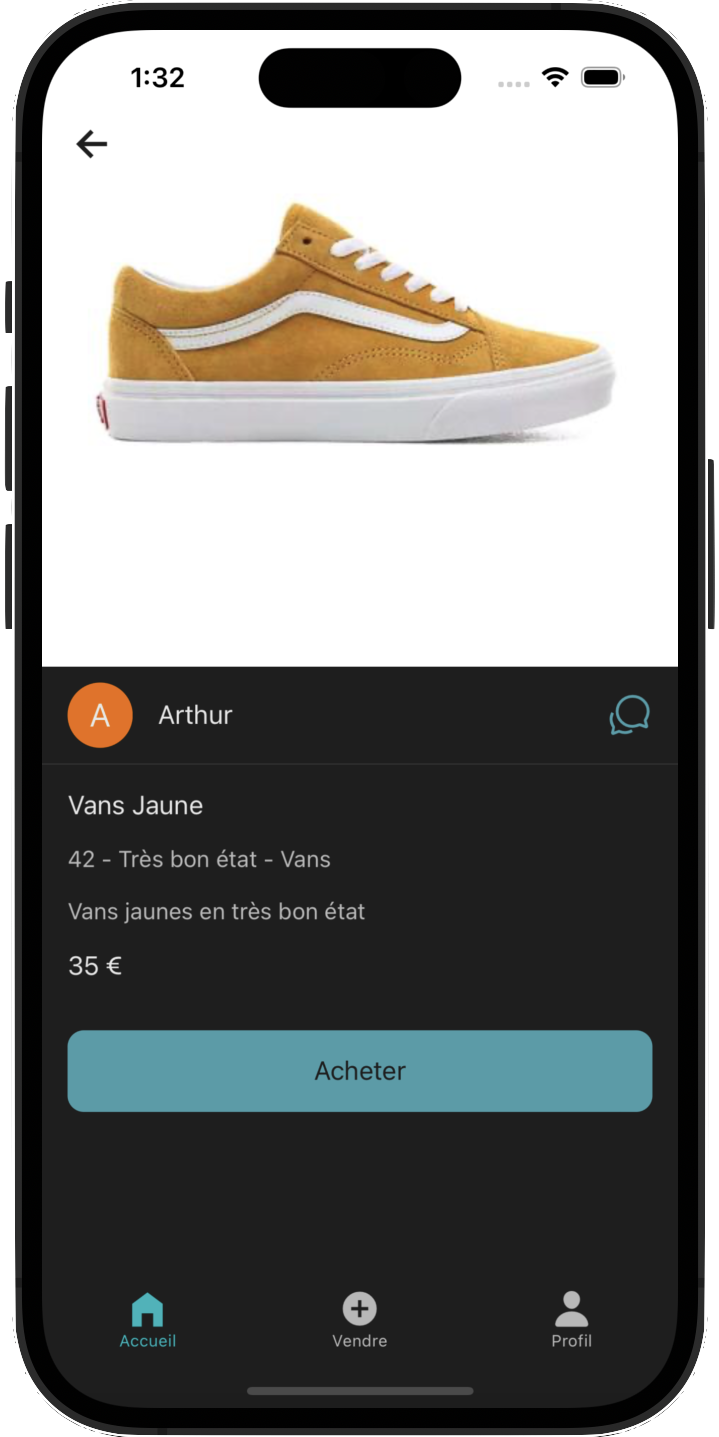 1:32
A
Arthur
Vans Jaune
42 - Très bon état - Vans
Vans jaunes en très bon état
35 €
Acheter
Accueil
Vendre
Profil